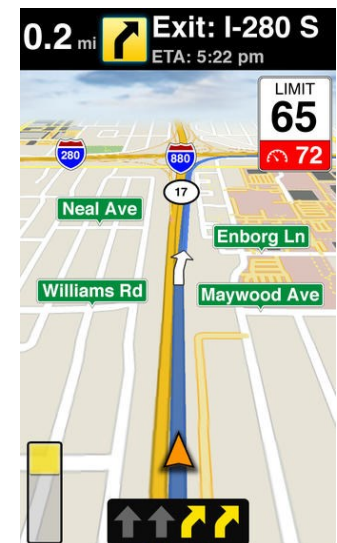 0.2 mi
Exit: I-280 S
ETA: 5:22 pm
LIMIT
65
72
280
880
17
Neal Ave
Enborg Ln
Williams Rd
Maywood Ave